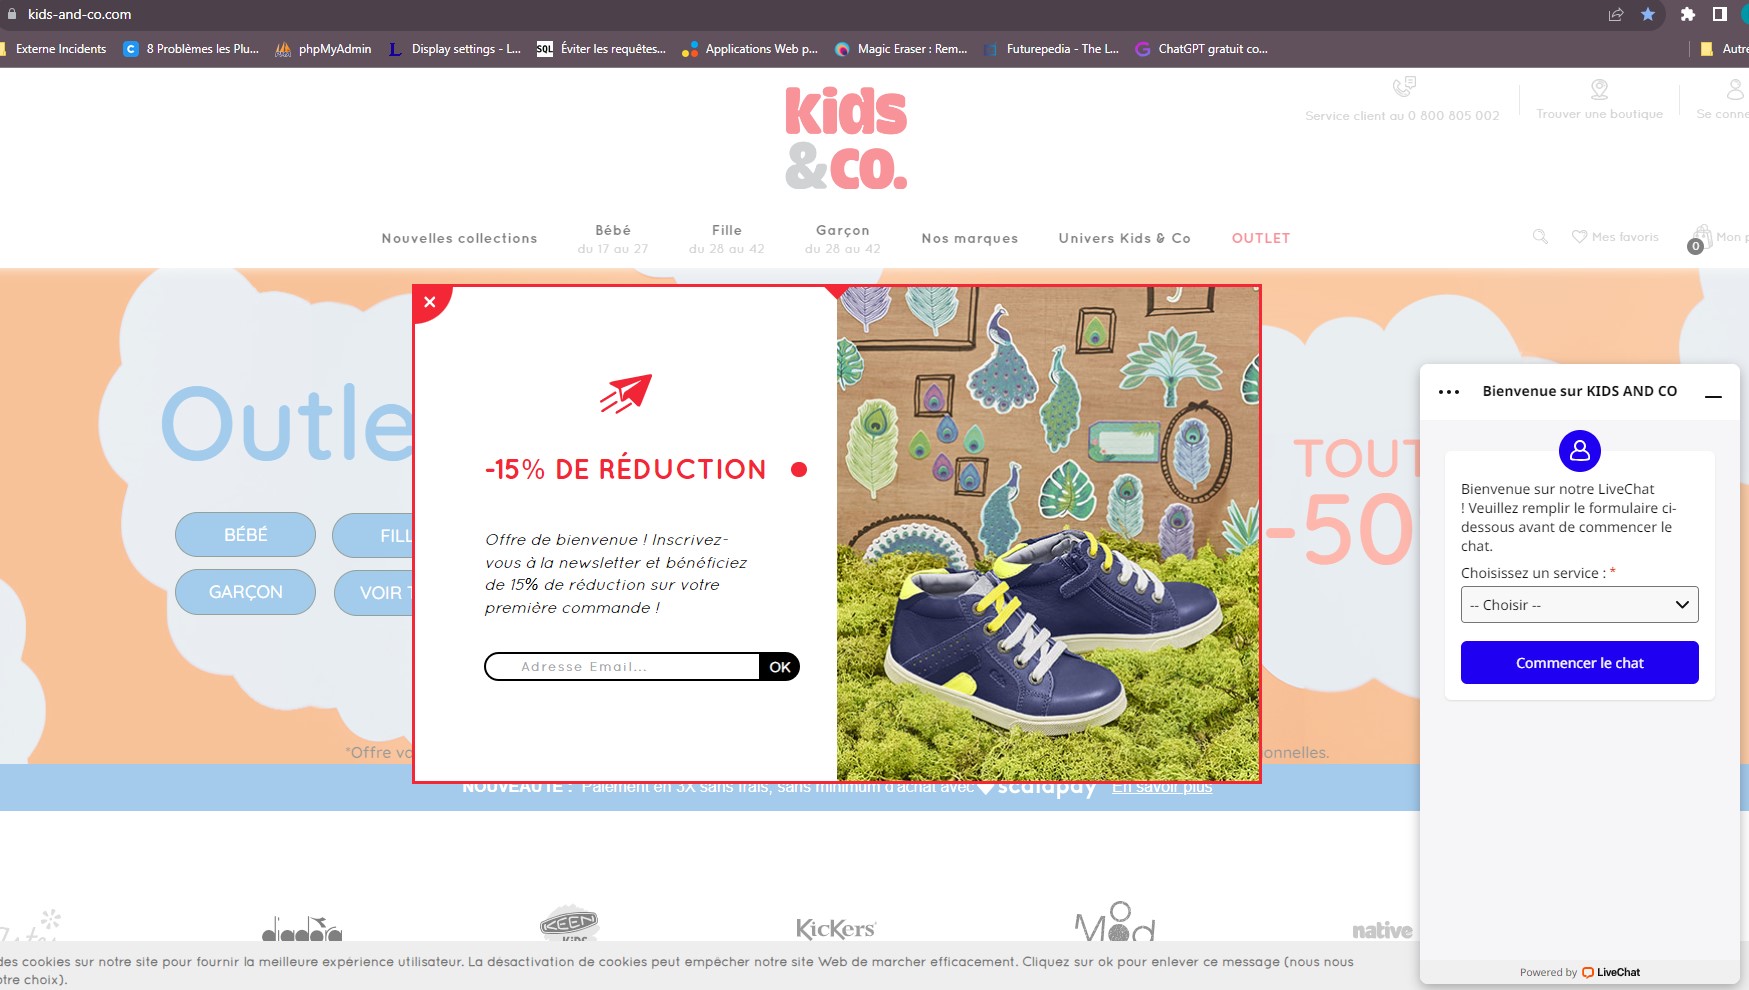 kids-and-co.com
Externe Incidents
8 Problèmes les Plu...
phpMyAdmin
Display settings - L...
SQL
Éviter les requêtes...
Applications Web p...
Magic Eraser : Rem...
Futurepedia - The L...
ChatGPT gratuit co...
Autre
kids
&co.
Service client au 0 800 805 002
Trouver une boutique
Se conne
Nouvelles collections
Bébé
du 17 au 27
Fille
du 28 au 42
Garçon
du 28 au 42
Nos marques
Univers Kids & Co
OUTLET
Mes favoris
0
Mon p
Outle
BÉBÉ
FILL
GARÇON
VOIR T
TOUT
-50
-15% DE RÉDUCTION
Offre de bienvenue ! Inscrivez-
vous à la newsletter et bénéficiez
de 15% de réduction sur votre
première commande !
Adresse Email...
OK
*Offre va
onnelles.
NOUVEAUTÉ : Paiement en 3X sans frais, sans minimum d'achat avec scalapay En savoir plus
Bienvenue sur KIDS AND CO
Bienvenue sur notre LiveChat
! Veuillez remplir le formulaire ci-
dessous avant de commencer le
chat.
Choisissez un service : *
-- Choisir --
Commencer le chat
Powered by LiveChat
diadora
KEEN
KIDS
KicKers
MOD
native
des cookies sur notre site pour fournir la meilleure expérience utilisateur. La désactivation de cookies peut empêcher notre site Web de marcher efficacement. Cliquez sur ok pour enlever ce message (nous nous
otre choix).